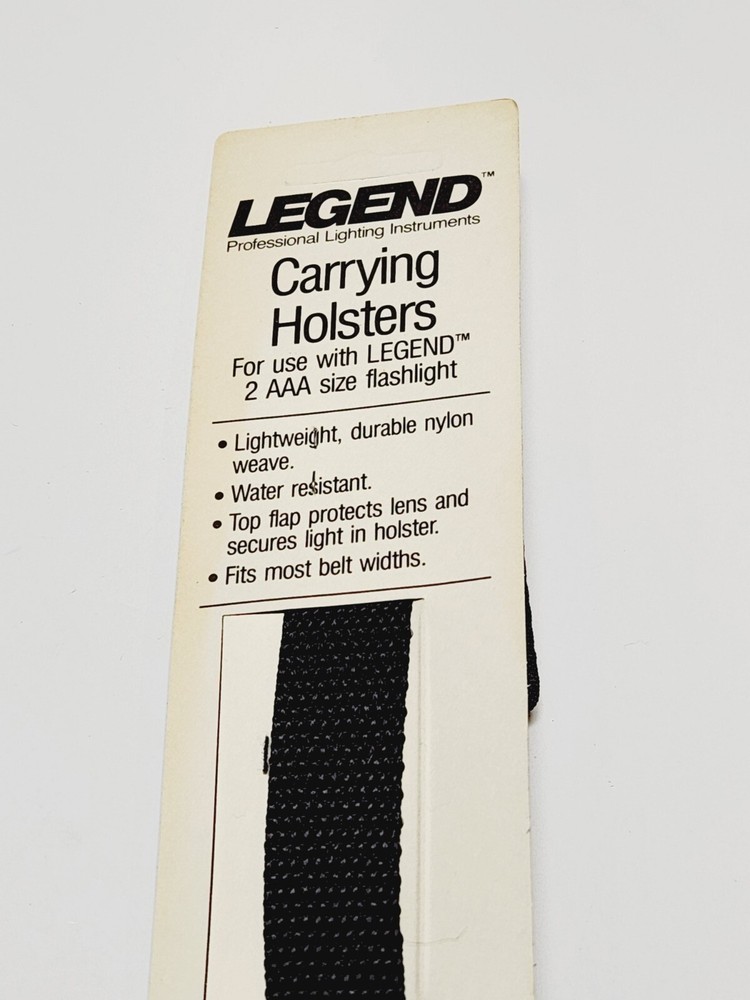 LEGEND™
Professional Lighting Instruments
Carrying
Holsters
For use with LEGEND™
2 AAA size flashlight
• Lightweight, durable nylon
weave.
• Water resistant.
• Top flap protects lens and
secures light in holster.
• Fits most belt widths.